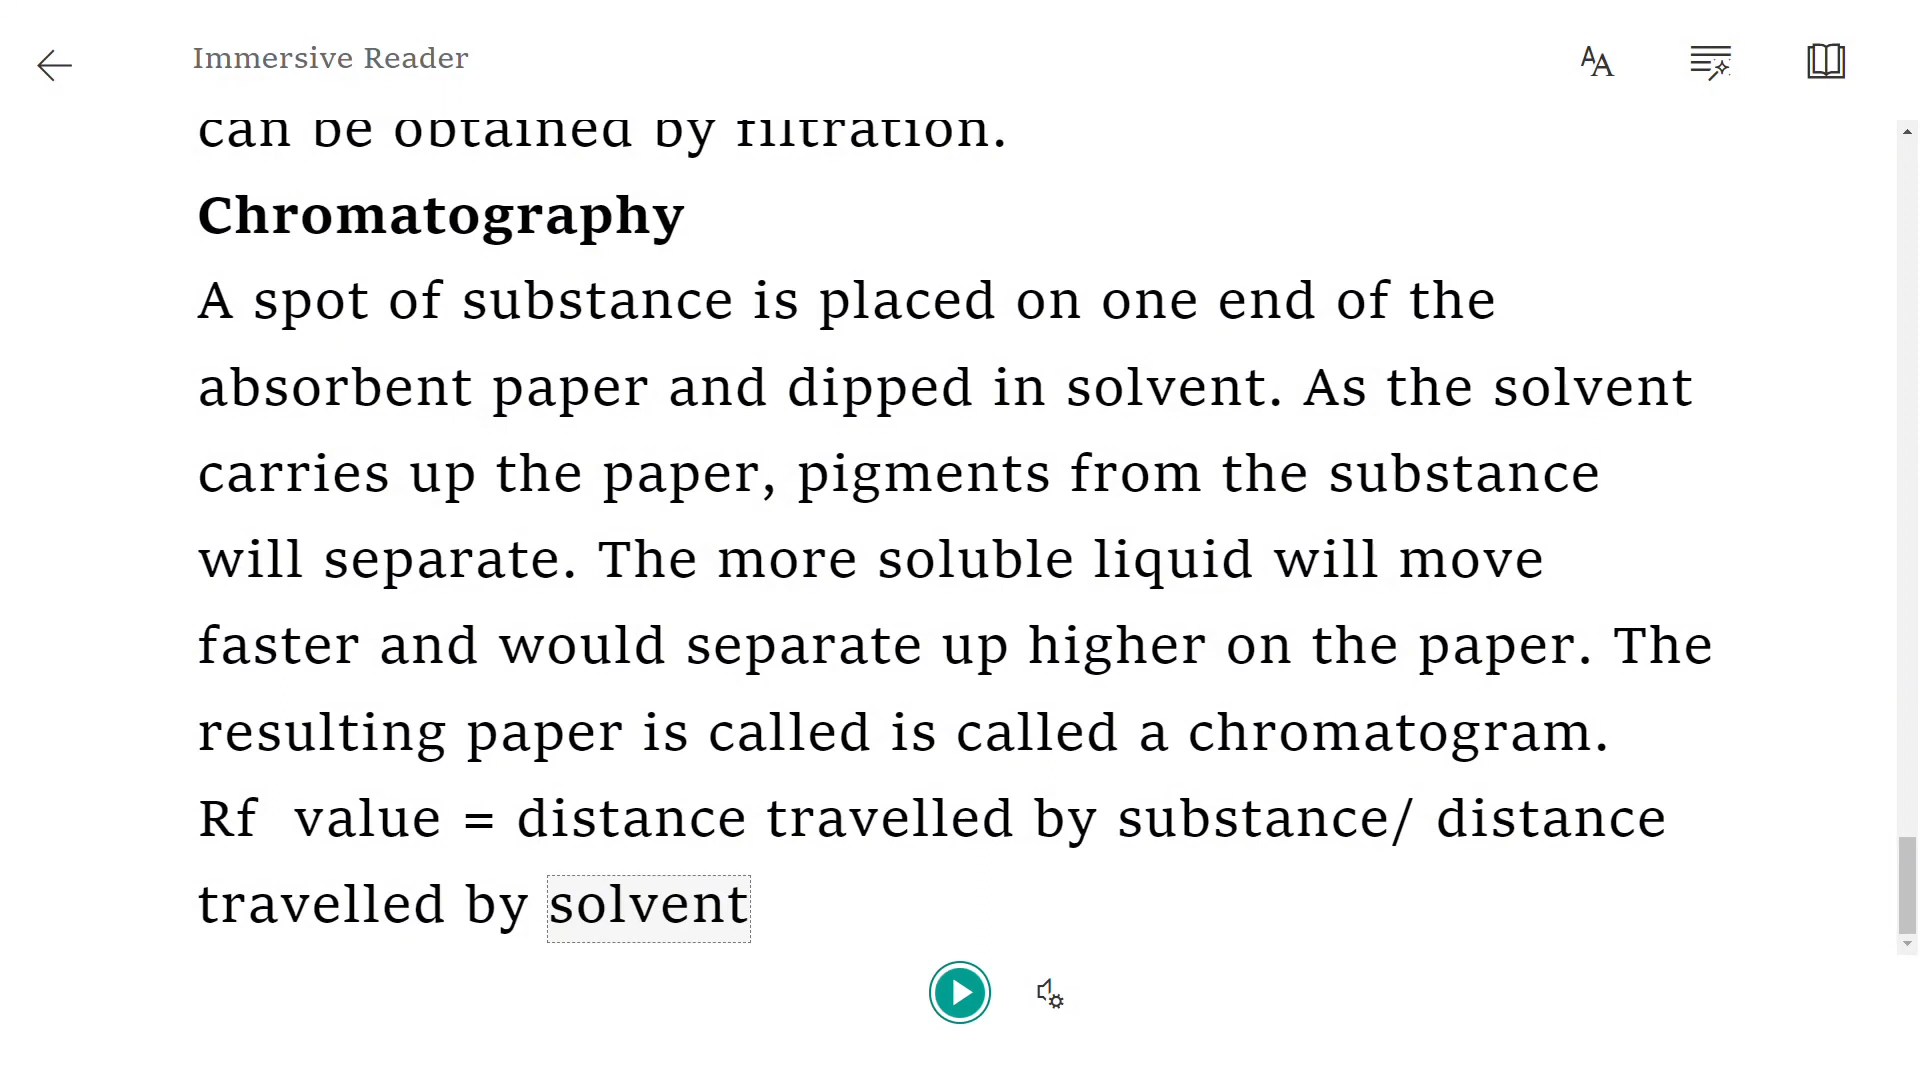 Immersive Reader
can be obtained by filtration.
Chromatography
A spot of substance is placed on one end of the
absorbent paper and dipped in solvent. As the solvent
carries up the paper, pigments from the substance
will separate. The more soluble liquid will move
faster and would separate up higher on the paper. The
resulting paper is called is called a chromatogram.
Rf  value = distance travelled by substance/ distance
travelled by solvent